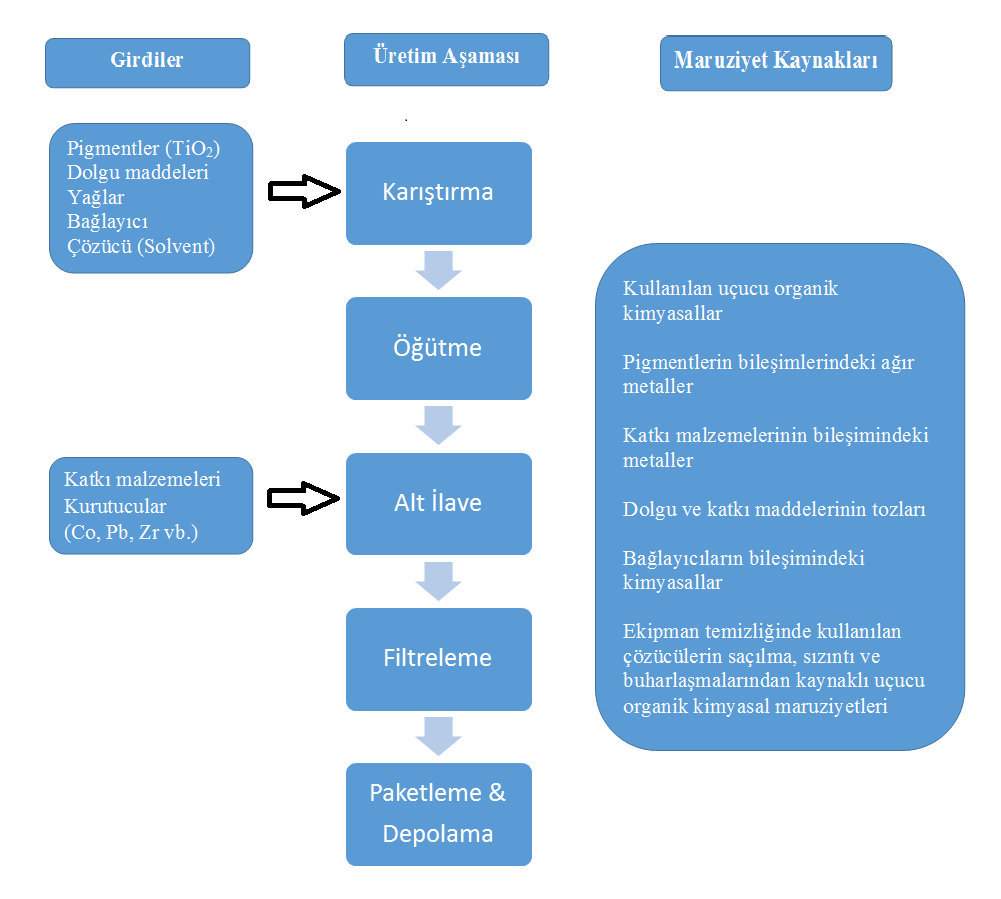 Girdiler
Üretim Aşaması
Maruziyet Kaynakları
Pigmentler (TiO₂)
Dolgu maddeleri
Yağlar
Bağlayıcı
Çözücü (Solvent)
Karıştırma
Öğütme
Katkı malzemeleri
Kurutucular
(Co, Pb, Zr vb.)
Alt İlave
Filtreleme
Paketleme &
Depolama
Kullanılan uçucu organik
kimyasallar
Pigmentlerin bileşimlerindeki ağır
metaller
Katkı malzemelerinin bileşimindeki
metaller
Dolgu ve katkı maddelerinin tozları
Bağlayıcıların bileşimindeki
kimyasallar
Ekipman temizliğinde kullanılan
çözücülerin saçılma, sızıntı ve
buharlaşmalarından kaynaklı uçucu
organik kimyasal maruziyetleri